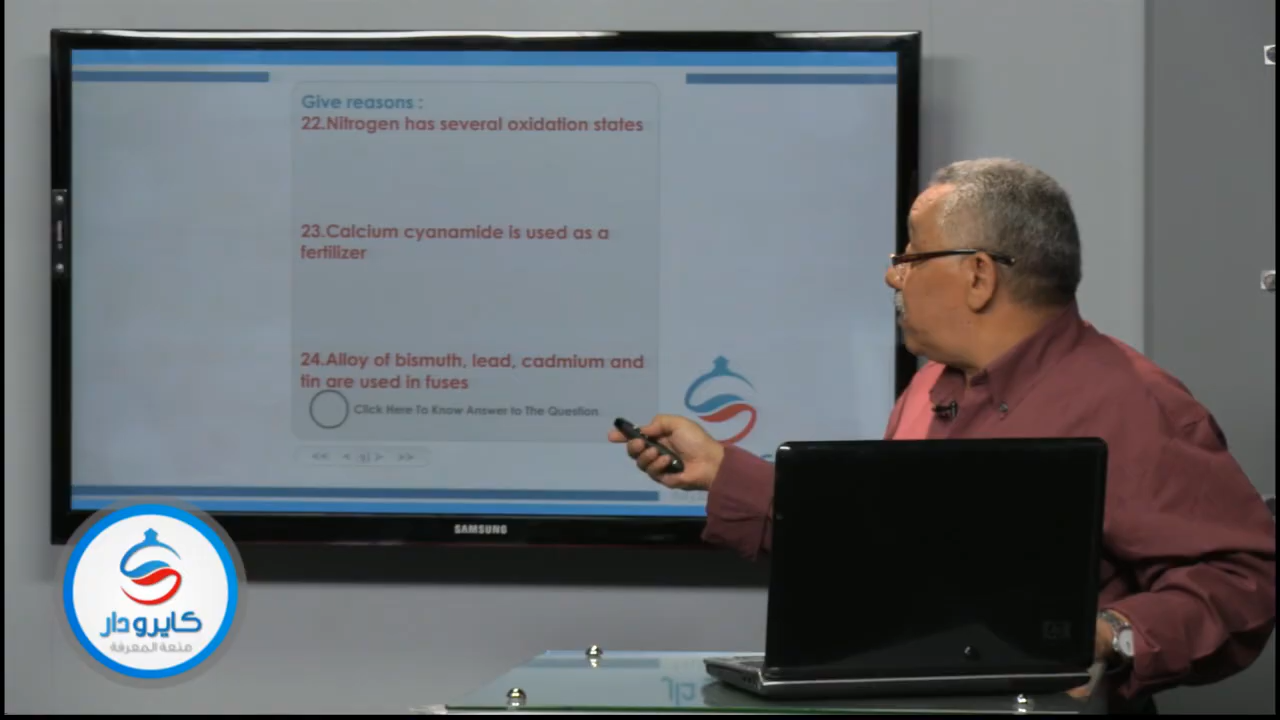 Give reasons :
22.Nitrogen has several oxidation states
23.Calcium cyanamide is used as a
fertilizer
24.Alloy of bismuth, lead, cadmium and
tin are used in fuses
Click Here To Know Answer to The Question
<< < > >>
SAMSUNG
كايرو دار
متعة المعرفة